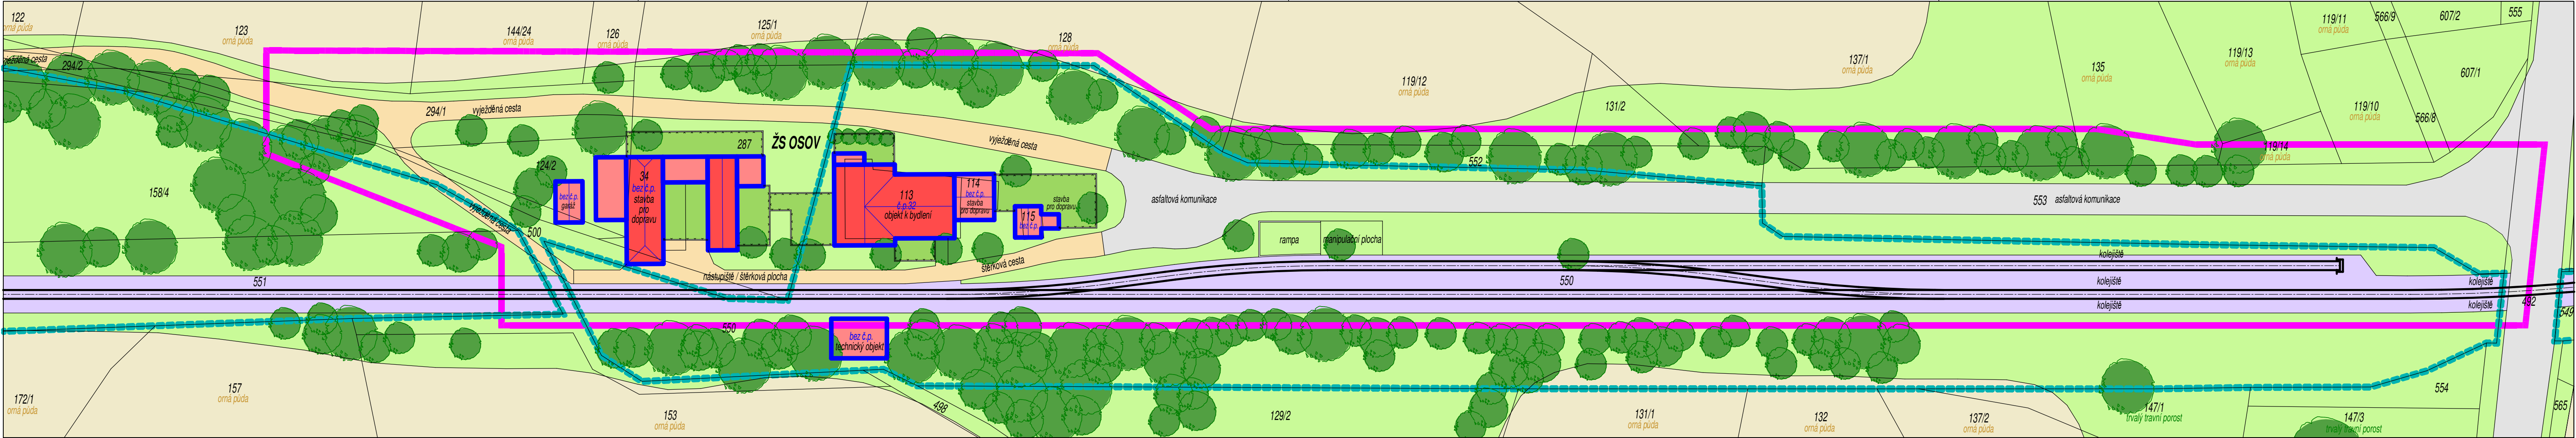 122
orná půda
123
orná půda
144/24
orná půda
126
orná půda
125/1
orná půda
128
orná půda
119/12
orná půda
137/1
orná půda
135
orná půda
119/13
orná půda
119/11
orná půda
566/9
607/2
555
607/1
119/10
orná půda
566/8
119/14
orná půda
131/2
vyježděná cesta
294/2
294/1
vyježděná cesta
ŽS OSOV
287
vyježděná cesta
124/2
158/4
bez č.p.
garáž
34
bez č.p.
stavba
pro
dopravu
113
č.p.92
objekt k bydlení
114
bez č.p.
stavba
pro dopravu
115
bez č.p.
stavba
pro dopravu
552
asfaltová komunikace
553
asfaltová komunikace
vyježděná cesta
500
rampa
manipulační plocha
nástupiště / štěrková plocha
štěrková cesta
551
550
kolejiště
kolejiště
kolejiště
kolejiště
kolejiště
492
549
550
bez č.p.
technický objekt
172/1
orná půda
157
orná půda
153
orná půda
498
129/2
131/1
orná půda
132
orná půda
137/2
orná půda
147/1
trvalý travní porost
554
147/3
trvalý travní porost
565